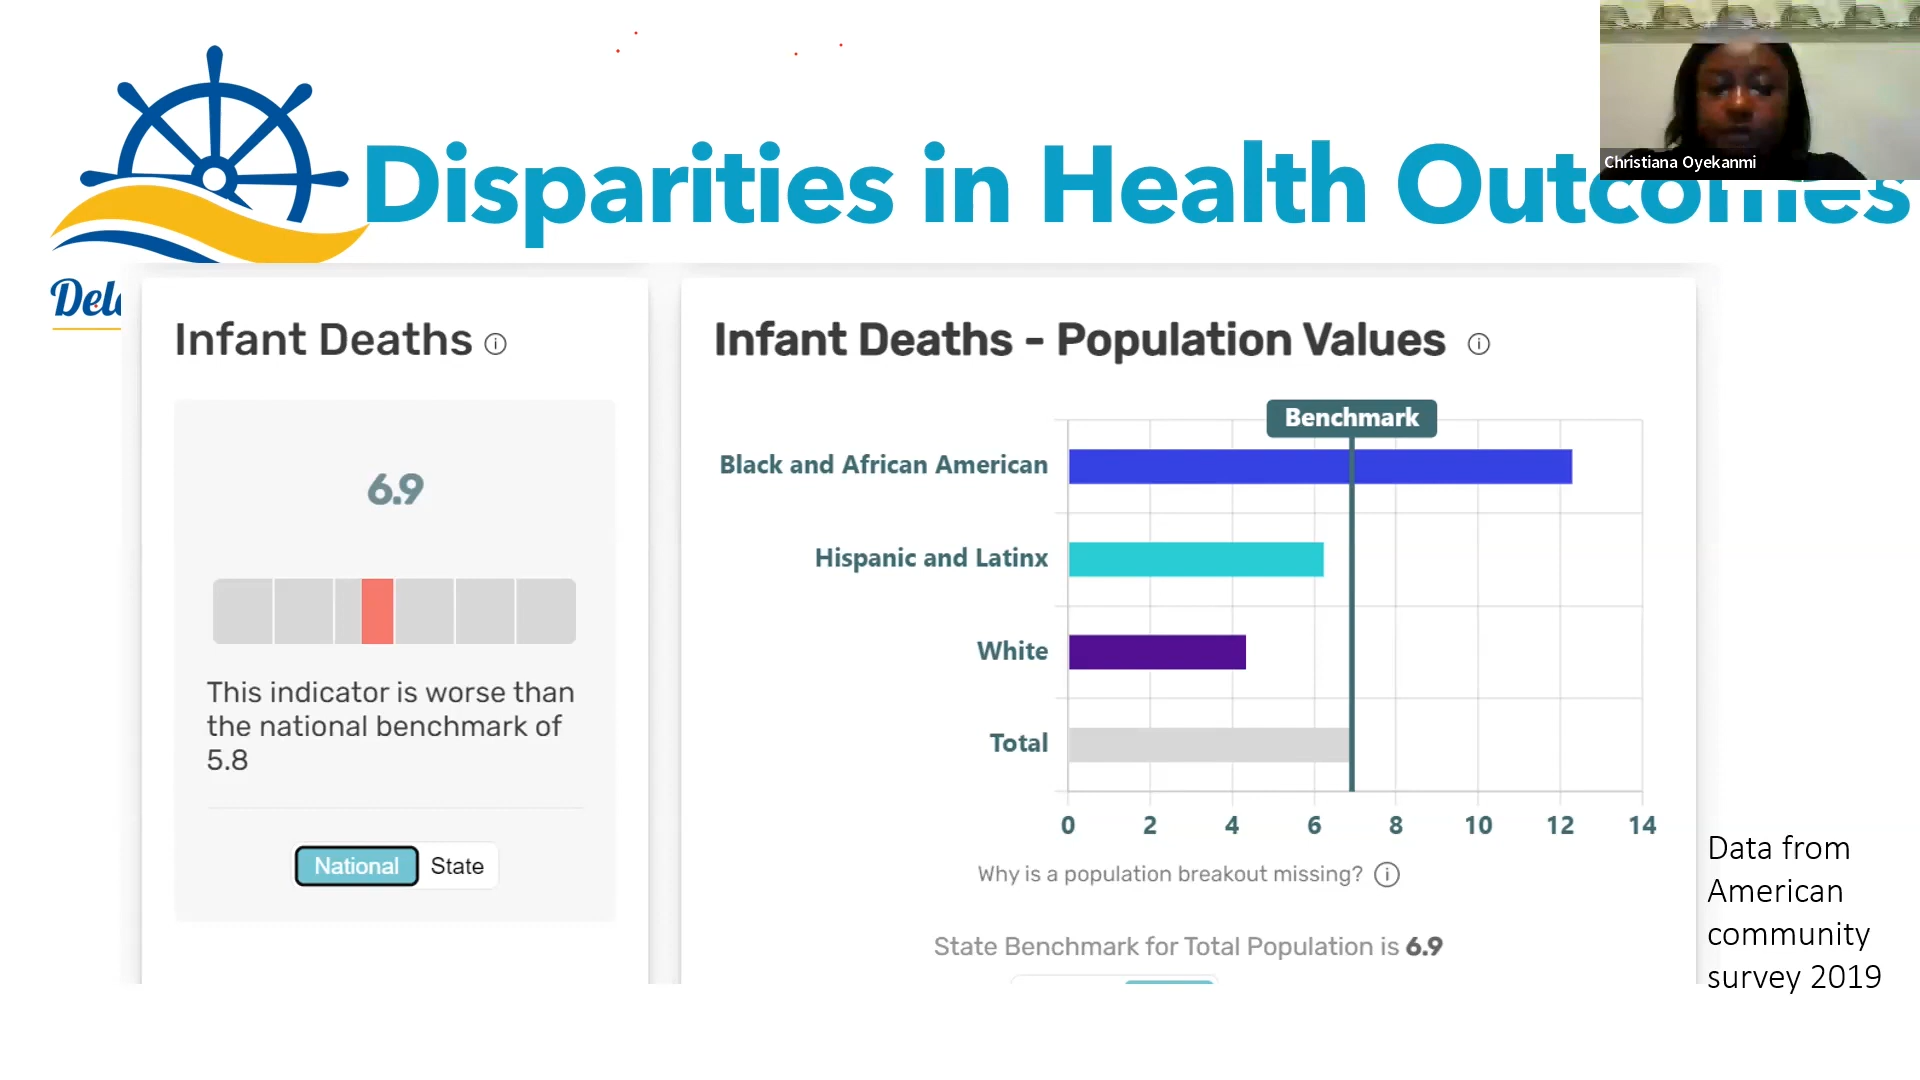 Christiana Oyekanmi
Disparities in Health Outcomes
Infant Deaths
6.9
This indicator is worse than
the national benchmark of
5.8
National State
Infant Deaths - Population Values
Benchmark
Black and African American
Hispanic and Latinx
White
Total
0 2 4 6 8 10 12 14
Why is a population breakout missing?
State Benchmark for Total Population is 6.9
Data from
American
community
survey 2019